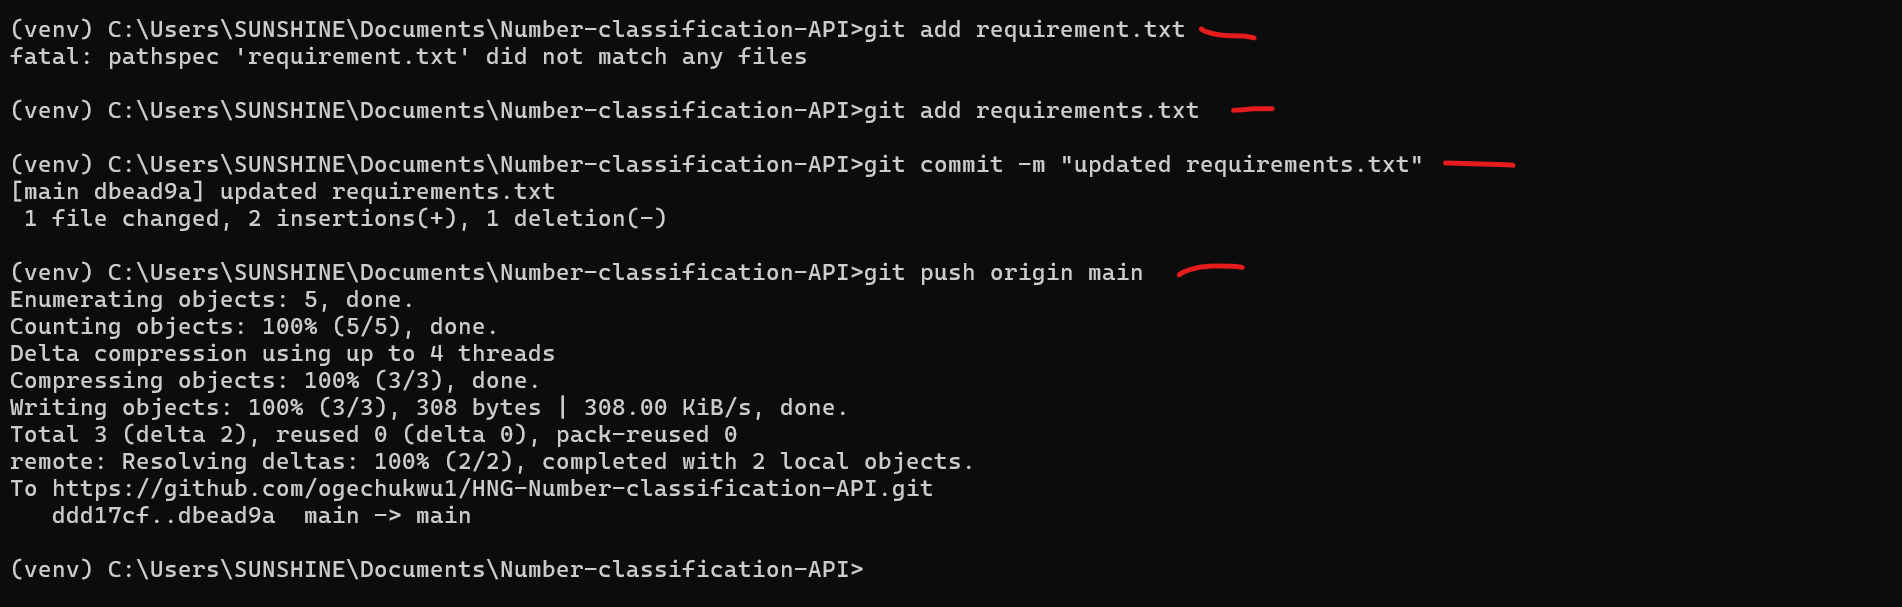 (venv) C:\Users\SUNSHINE\Documents\Number-classification-API>git add requirement.txt
fatal: pathspec 'requirement.txt' did not match any files
(venv) C:\Users\SUNSHINE\Documents\Number-classification-API>git add requirements.txt
(venv) C:\Users\SUNSHINE\Documents\Number-classification-API>git commit -m "updated requirements.txt"
[main dbead9a] updated requirements.txt
 1 file changed, 2 insertions(+), 1 deletion(-)
(venv) C:\Users\SUNSHINE\Documents\Number-classification-API>git push origin main
Enumerating objects: 5, done.
Counting objects: 100% (5/5), done.
Delta compression using up to 4 threads
Compressing objects: 100% (3/3), done.
Writing objects: 100% (3/3), 308 bytes | 308.00 KiB/s, done.
Total 3 (delta 2), reused 0 (delta 0), pack-reused 0
remote: Resolving deltas: 100% (2/2), completed with 2 local objects.
To https://github.com/ogechukwu1/HNG-Number-classification-API.git
   ddd17cf..dbead9a  main -> main
(venv) C:\Users\SUNSHINE\Documents\Number-classification-API>